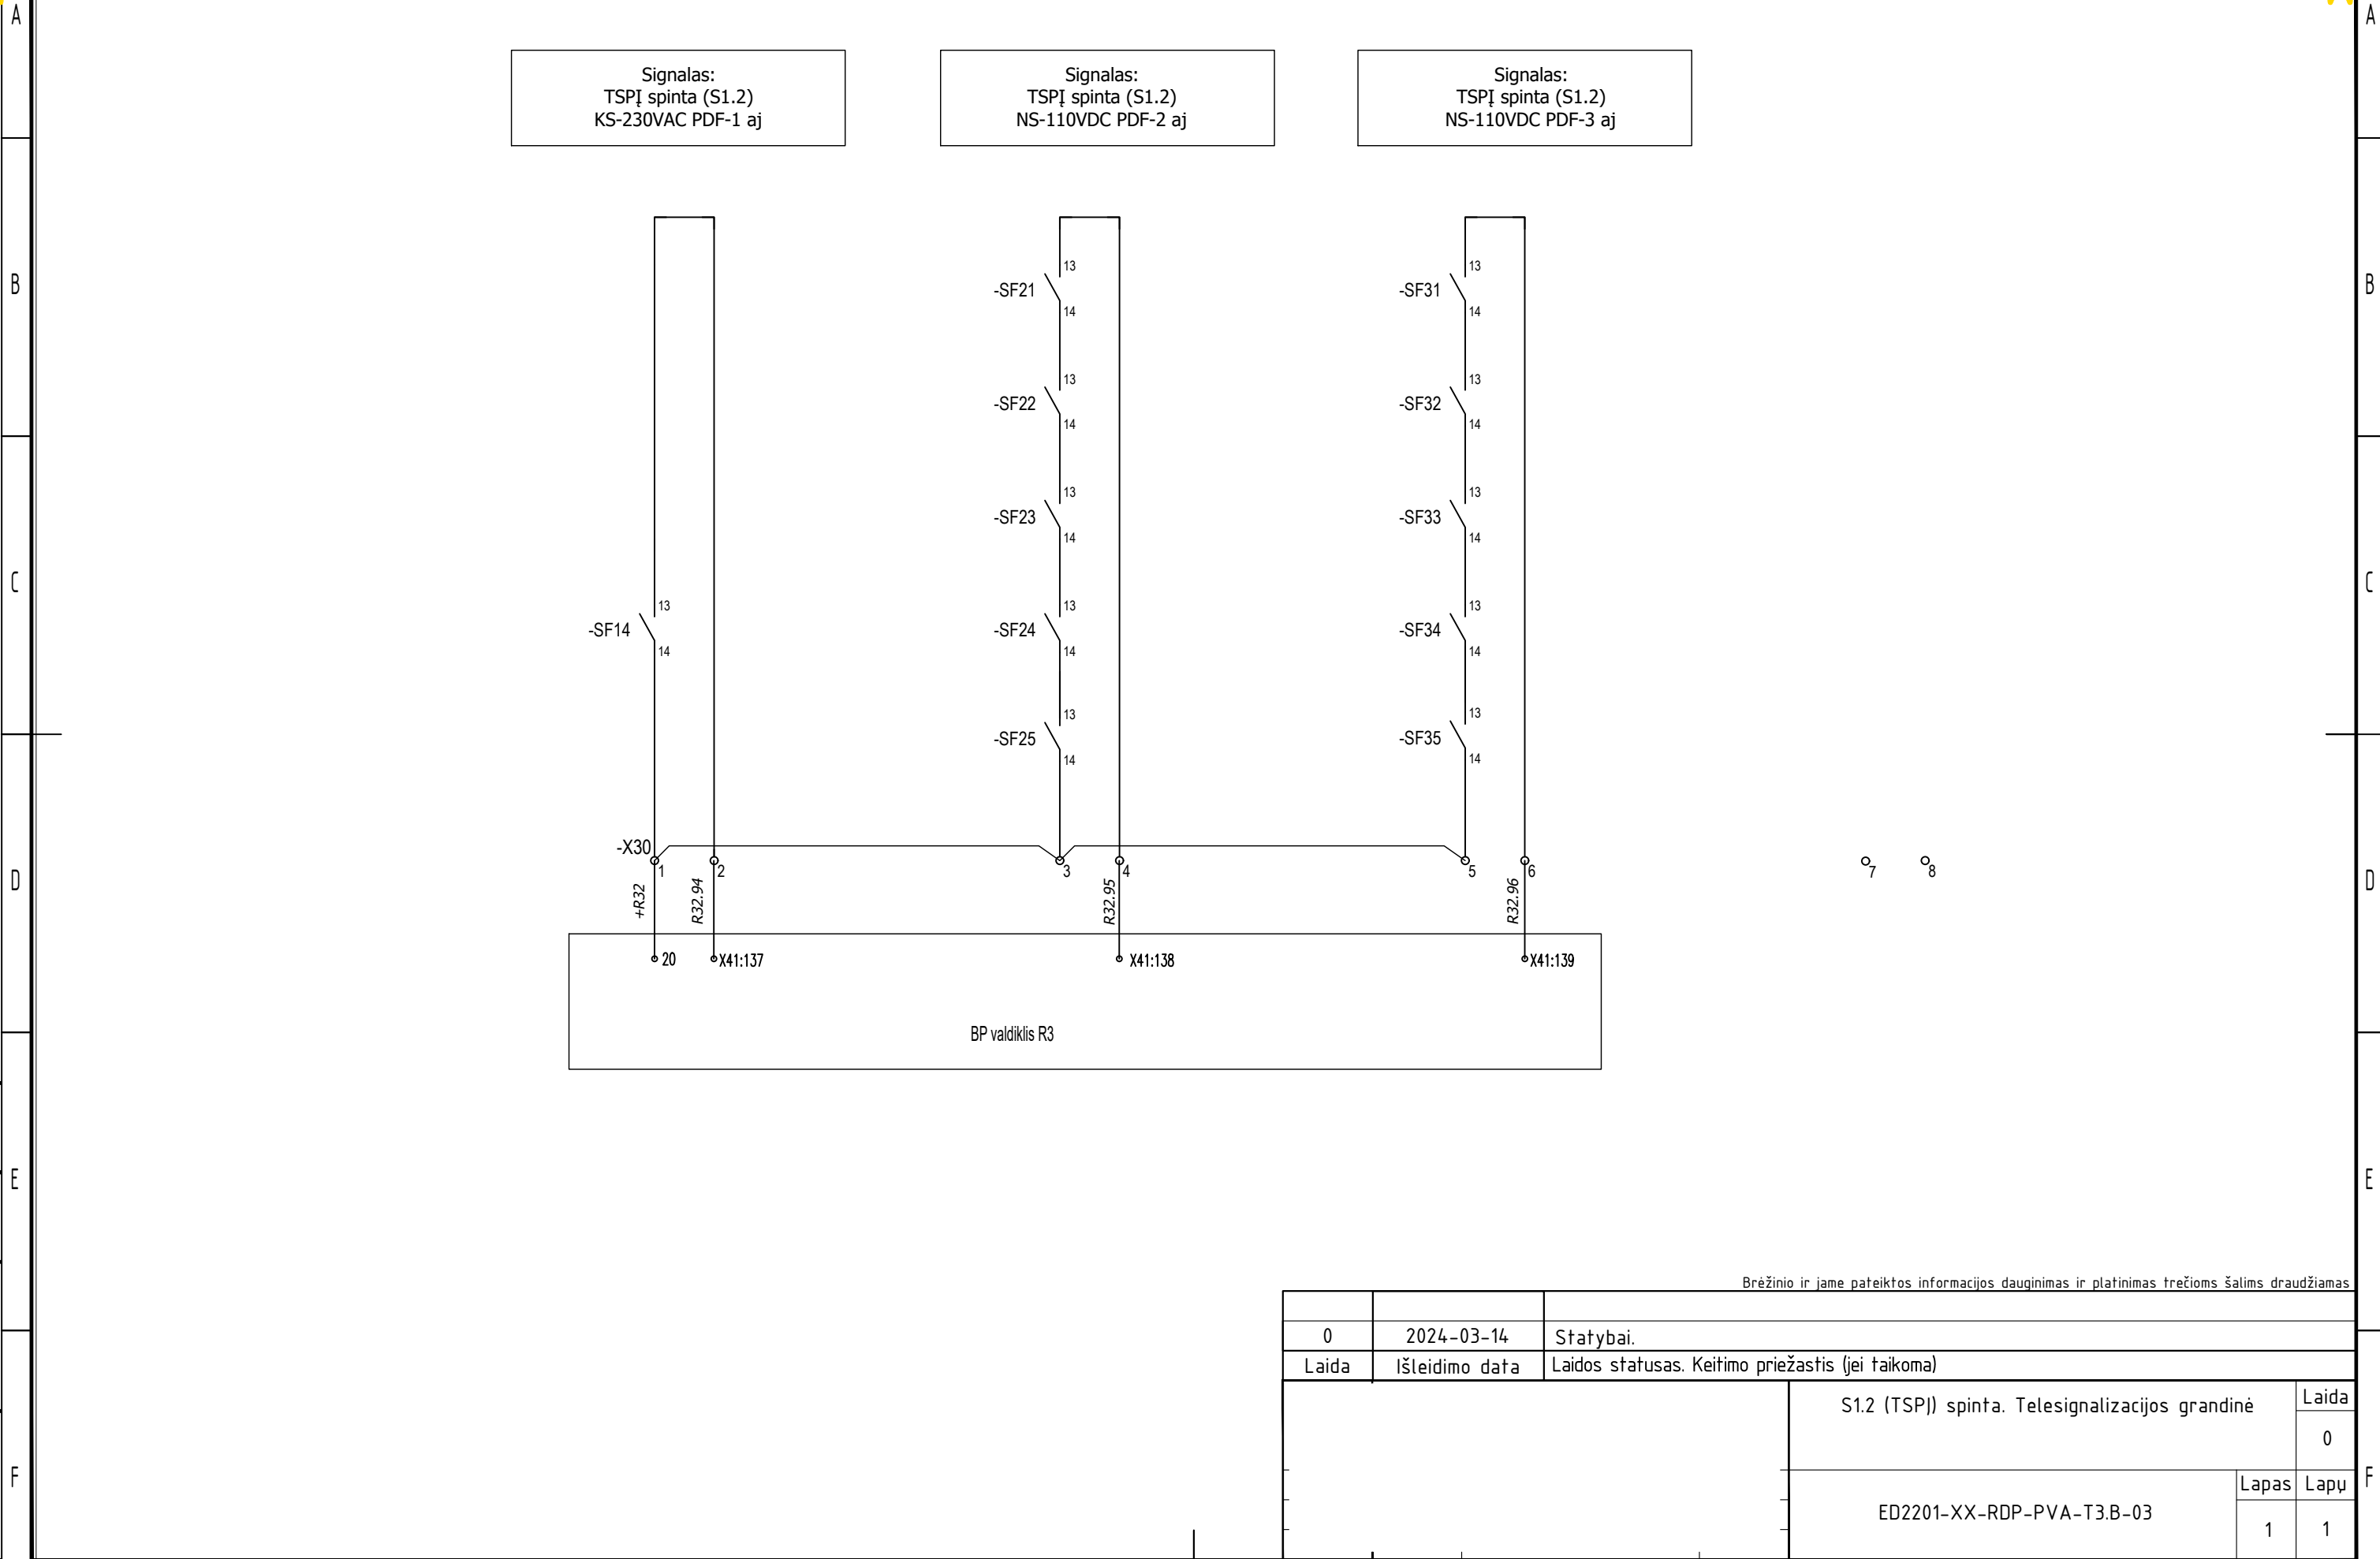 A
A
Signalas:
TSPĮ spinta (S1.2)
KS-230VAC PDF-1 aj
Signalas:
TSPĮ spinta (S1.2)
NS-110VDC PDF-2 aj
Signalas:
TSPĮ spinta (S1.2)
NS-110VDC PDF-3 aj
B
B
-SF21
13
14
-SF31
13
14
-SF22
13
14
-SF32
13
14
-SF23
13
14
-SF33
13
14
C
C
-SF14
13
14
-SF24
13
14
-SF34
13
14
-SF25
13
14
-SF35
13
14
-X30
1
2
3
4
5
6
7
8
D
D
+R32
R32.94
R32.95
R32.96
20
X41:137
X41:138
X41:139
BP valdiklis R3
E
E
Brėžinio ir jame pateiktos informacijos dauginimas ir platinimas trečioms šalims draudžiamas
0
2024-03-14
Statybai.
Laida
Išleidimo data
Laidos statusas. Keitimo priežastis (jei taikoma)
S1.2 (TSPĮ) spinta. Telesignalizacijos grandinė
Laida
0
F
F
ED2201-XX-RDP-PVA-T3.B-03
Lapas
Lapų
1
1